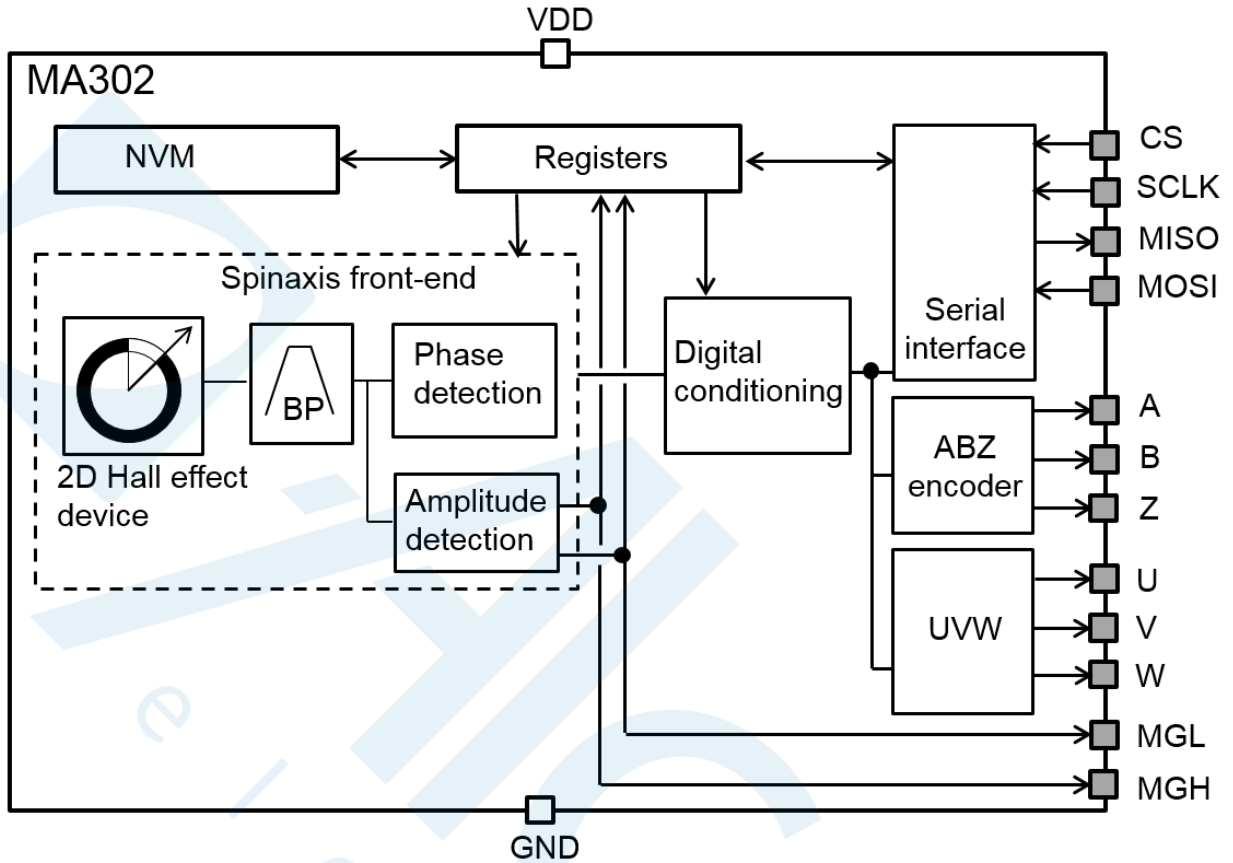 VDD
MA302
NVM
Registers
CS
SCLK
MISO
MOSI
Spinaxis front-end
Serial
interface
Phase
detection
BP
Digital
conditioning
2D Hall effect
device
Amplitude
detection
ABZ
encoder
A
B
Z
UVW
U
V
W
MGL
MGH
GND